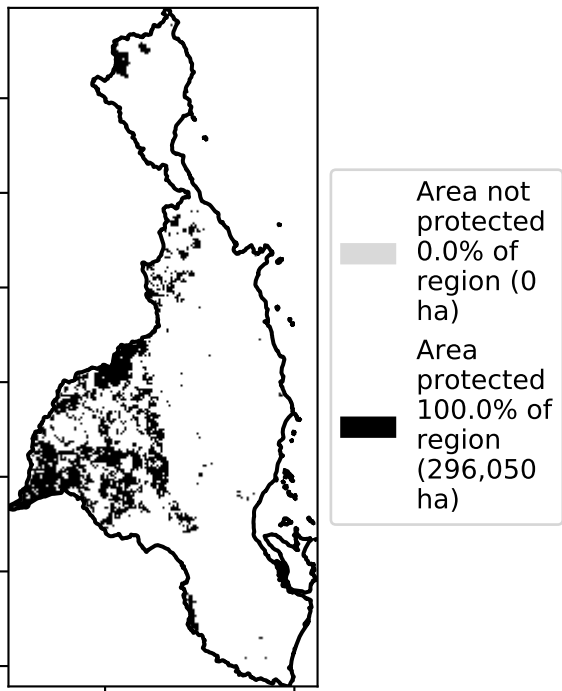 Area not
protected
0.0% of
region (0
ha)
Area
protected
100.0% of
region
(296,050
ha)